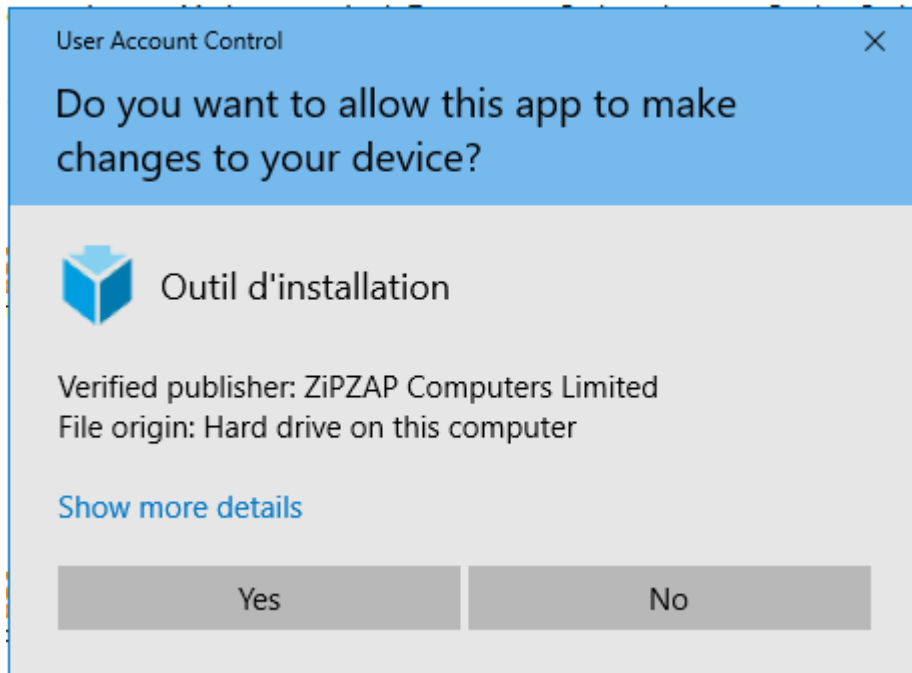 User Account Control
Do you want to allow this app to make
changes to your device?
Outil d'installation
Verified publisher: ZiPZAP Computers Limited
File origin: Hard drive on this computer
Show more details
Yes
No